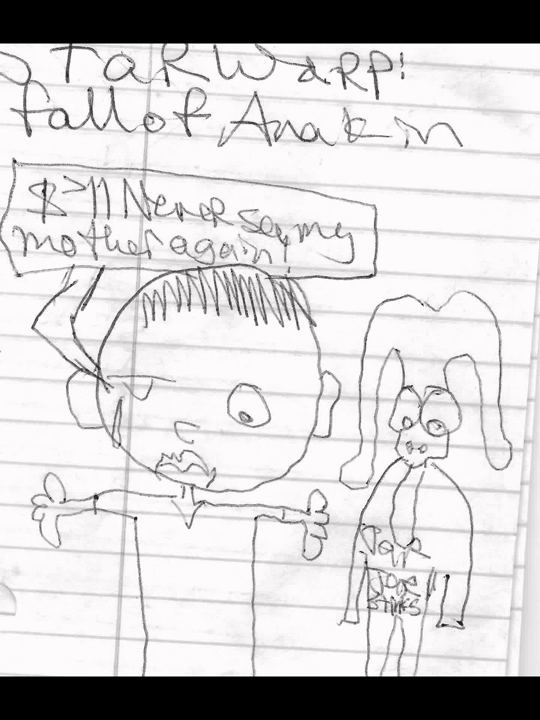 Star Warp:
fall of Anakin
I'll Never see my
mother again!
Jar
Jar
stinks